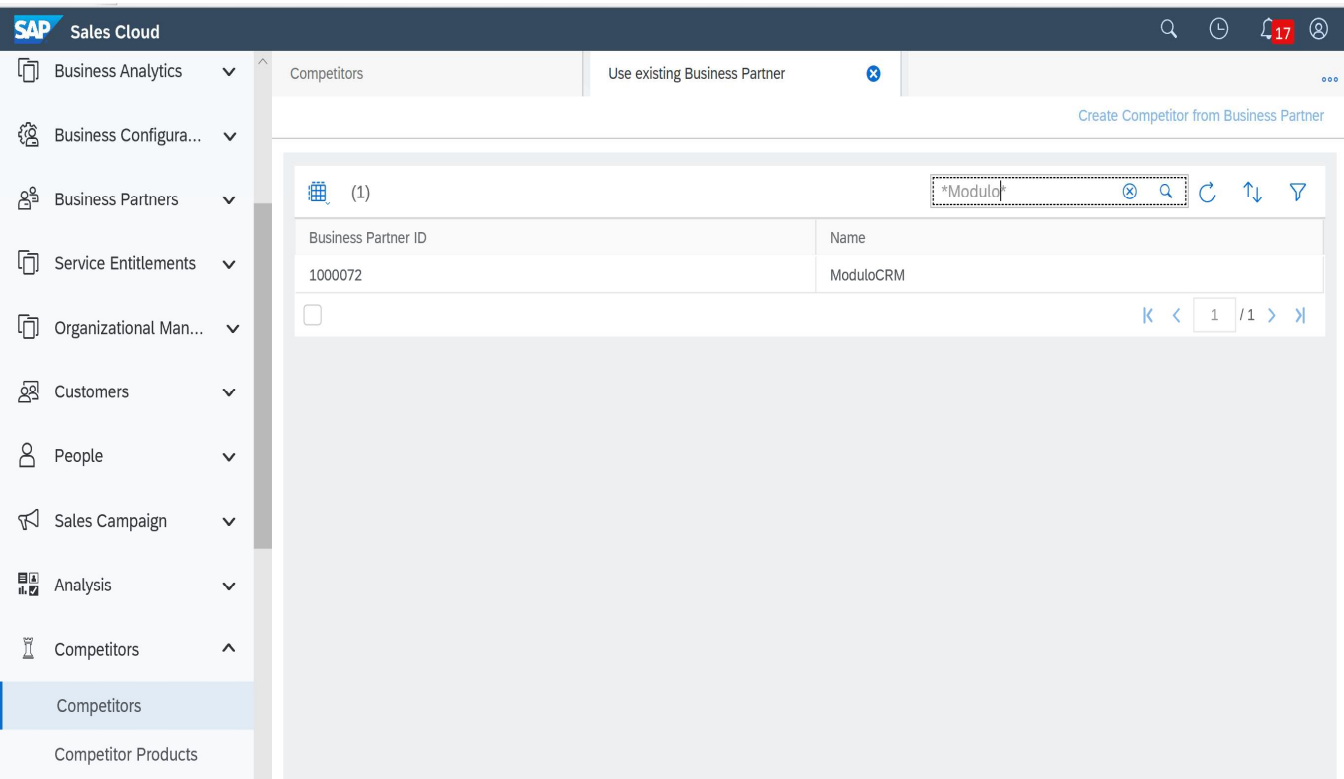 SAP Sales Cloud
17
Business Analytics
Business Configura...
Business Partners
Service Entitlements
Organizational Man...
Customers
People
Sales Campaign
Analysis
Competitors
Competitors
Competitor Products
Competitors
Use existing Business Partner
Create Competitor from Business Partner
(1)
*Modulo*
Business Partner ID
Name
1000072
ModuloCRM
1 / 1